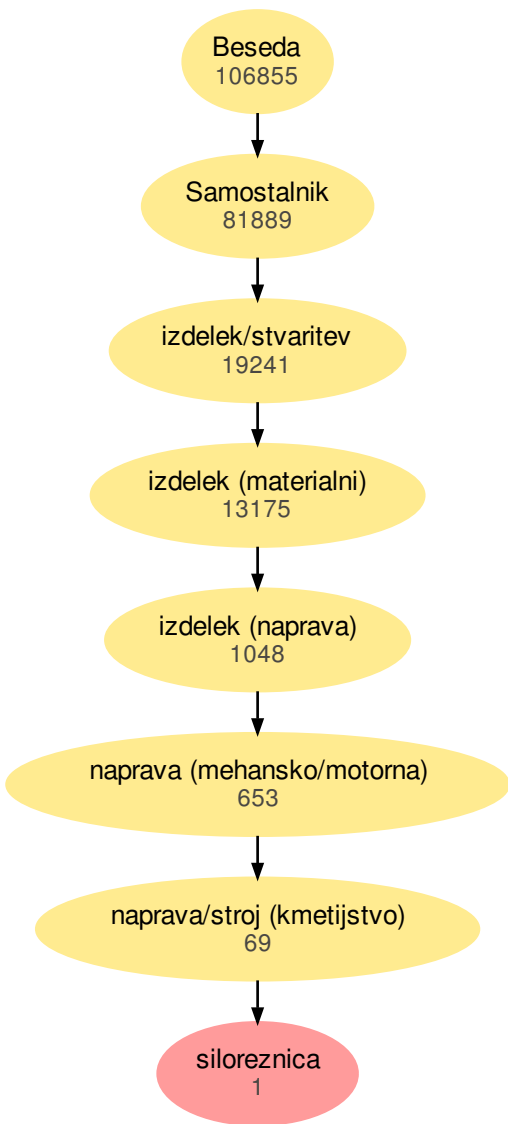 Beseda
106855
Samostalnik
81889
izdelek/stvaritev
19241
izdelek (materialni)
13175
izdelek (naprava)
1048
naprava (mehansko/motorna)
653
naprava/stroj (kmetijstvo)
69
siloreznica
1